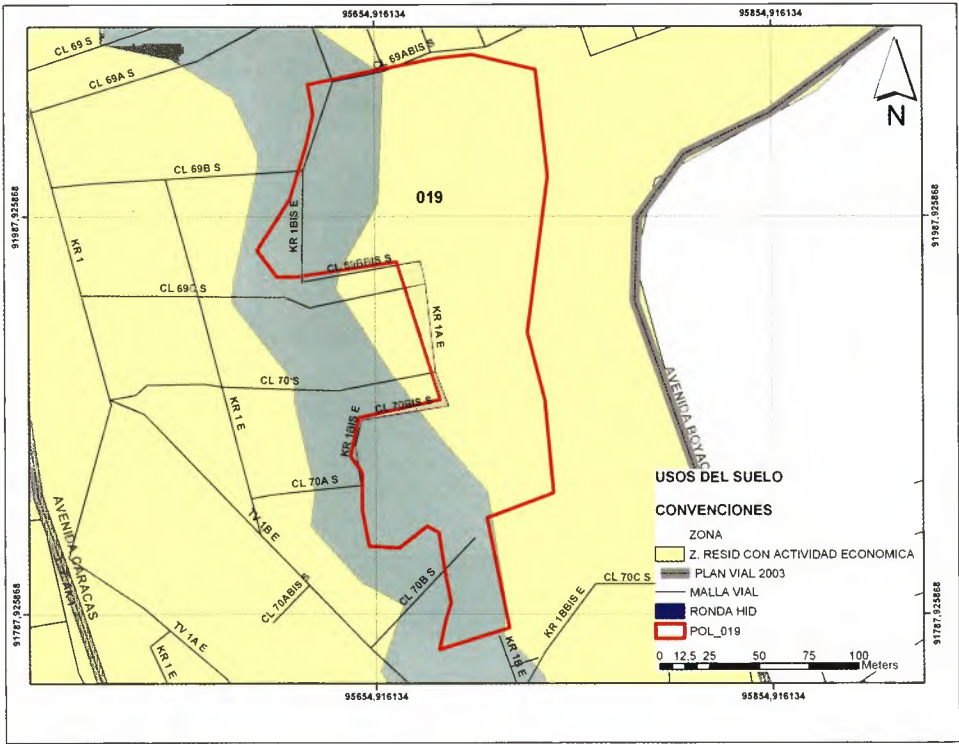 95654,916134
95854,916134
CL 69 S
CL 69ABIS S
CL 69A S
N
CL 69B S
019
91987,925868
91987,925868
KR 1BIS E
KR 1
CL 69BBIS S
CL 69C S
KR 1A E
CL 70 S
KR 1 E
CL 70BIS S
KR 1BIS E
CL 70A S
AVENIDA BOYAC
USOS DEL SUELO
CONVENCIONES
ZONA
Z. RESID CON ACTIVIDAD ECONOMICA
PLAN VIAL 2003
MALLA VIAL
RONDA HID
POL_019
0 12,5 25 50 75 100
Meters
AVENIDA CARACAS
TV 1B E
CL 70B S
CL 70ABIS S
CL 70C S
KR 1BBIS E
TV 1A E
KR 1 E
KR 1B E
91787,925868
91787,925868
95654,916134
95854,916134